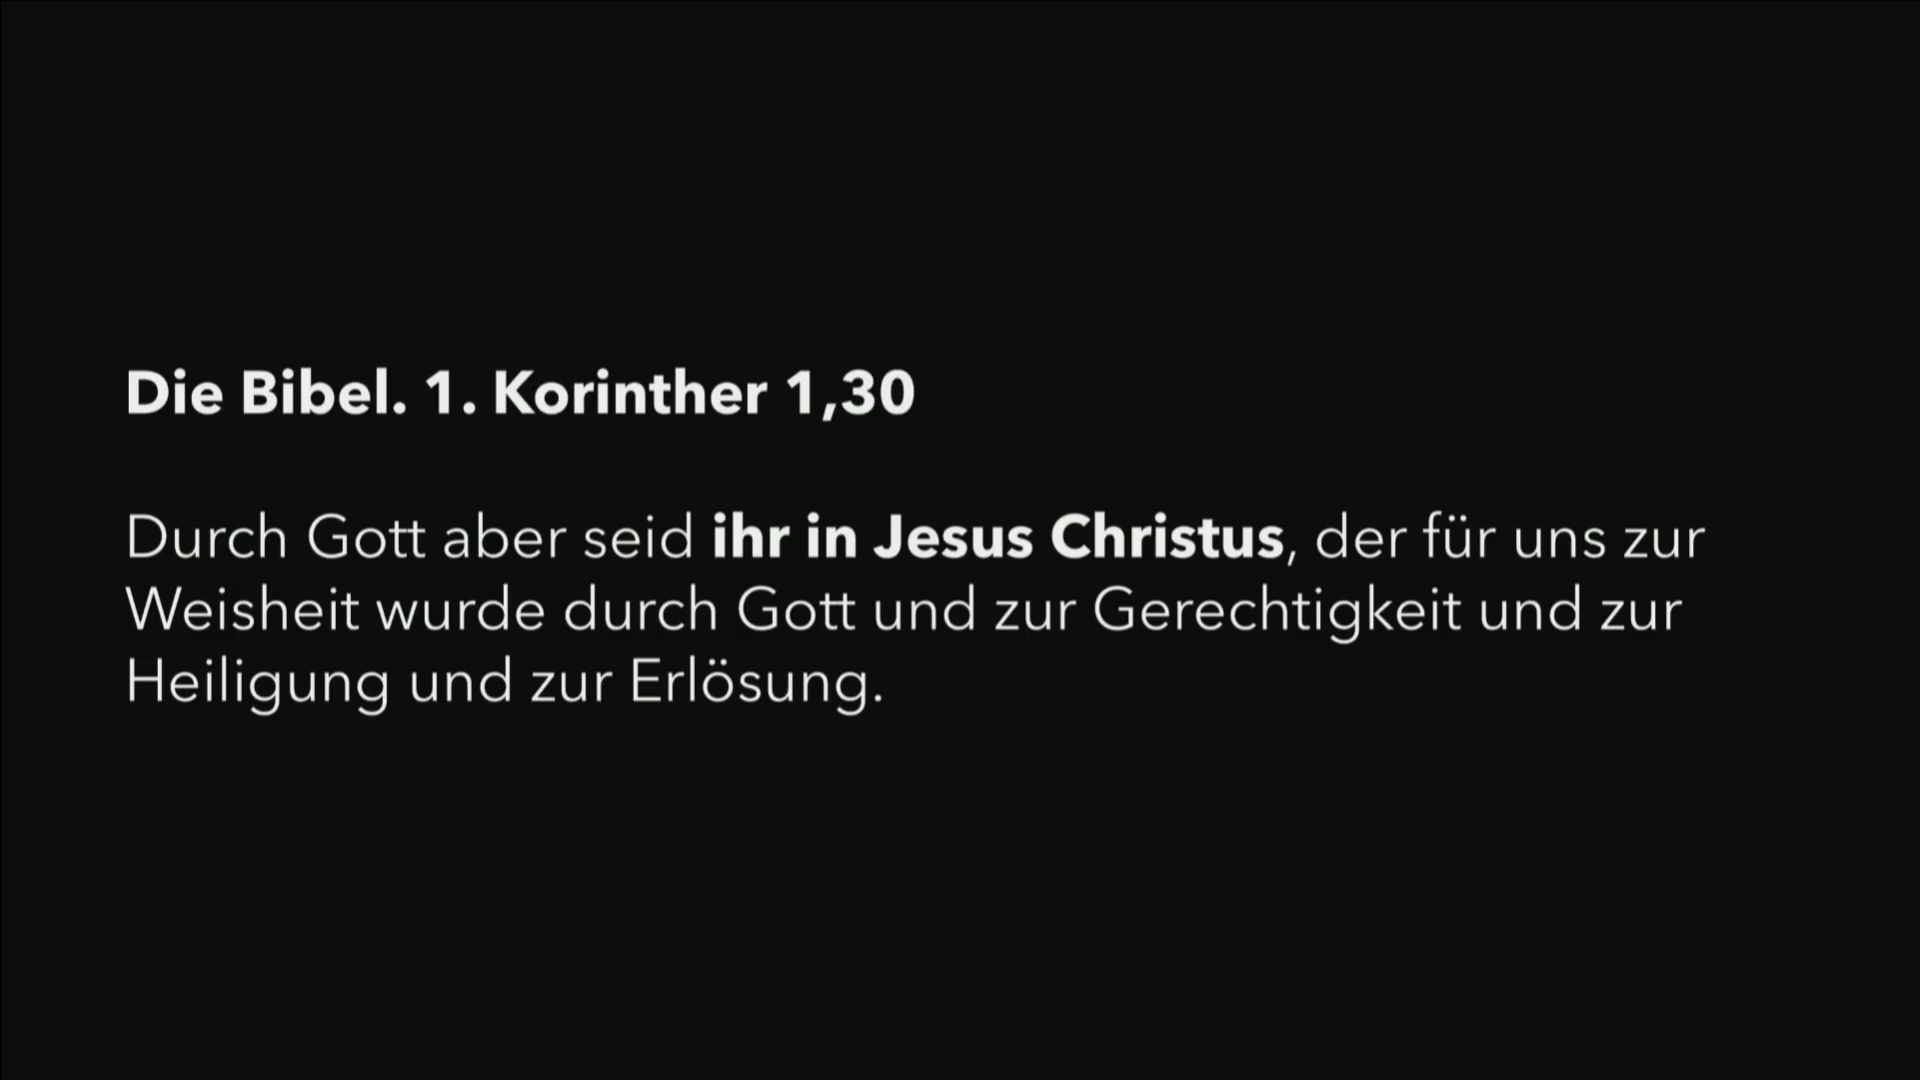 Die Bibel. 1. Korinther 1,30
Durch Gott aber seid ihr in Jesus Christus, der für uns zur
Weisheit wurde durch Gott und zur Gerechtigkeit und zur
Heiligung und zur Erlösung.